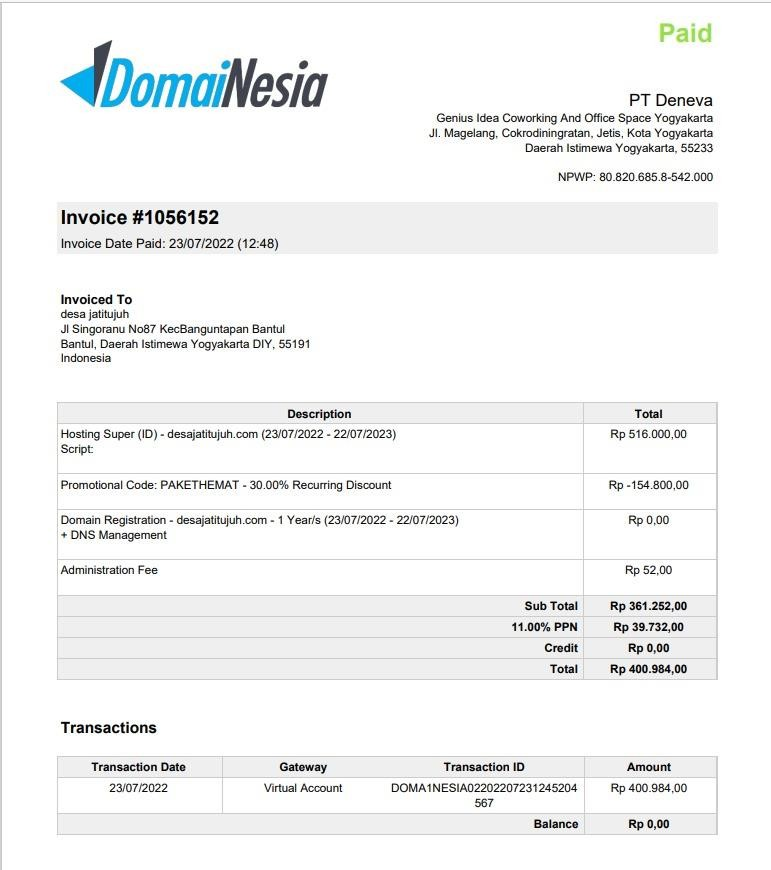 Paid
DomaiNesia
PT Deneva
Genius Idea Coworking And Office Space Yogyakarta
Jl. Magelang, Cokrodiningratan, Jetis, Kota Yogyakarta
Daerah Istimewa Yogyakarta, 55233
NPWP: 80.820.685.8-542.000
Invoice #1056152
Invoice Date Paid: 23/07/2022 (12:48)
Invoiced To
desa jatitujuh
Jl Singoranu No87 KecBanguntapan Bantul
Bantul, Daerah Istimewa Yogyakarta DIY, 55191
Indonesia
Description Total
Hosting Super (ID) - desajatitujuh.com (23/07/2022 - 22/07/2023) Rp 516.000,00
Script:
Promotional Code: PAKETHEMAT - 30.00% Recurring Discount Rp -154.800,00
Domain Registration - desajatitujuh.com - 1 Year/s (23/07/2022 - 22/07/2023) Rp 0,00
+ DNS Management
Administration Fee Rp 52,00
Sub Total Rp 361.252,00
11.00% PPN Rp 39.732,00
Credit Rp 0,00
Total Rp 400.984,00
Transactions
Transaction Date Gateway Transaction ID Amount
23/07/2022 Virtual Account DOMA1NESIA02202207231245204 Rp 400.984,00
567
Balance Rp 0,00